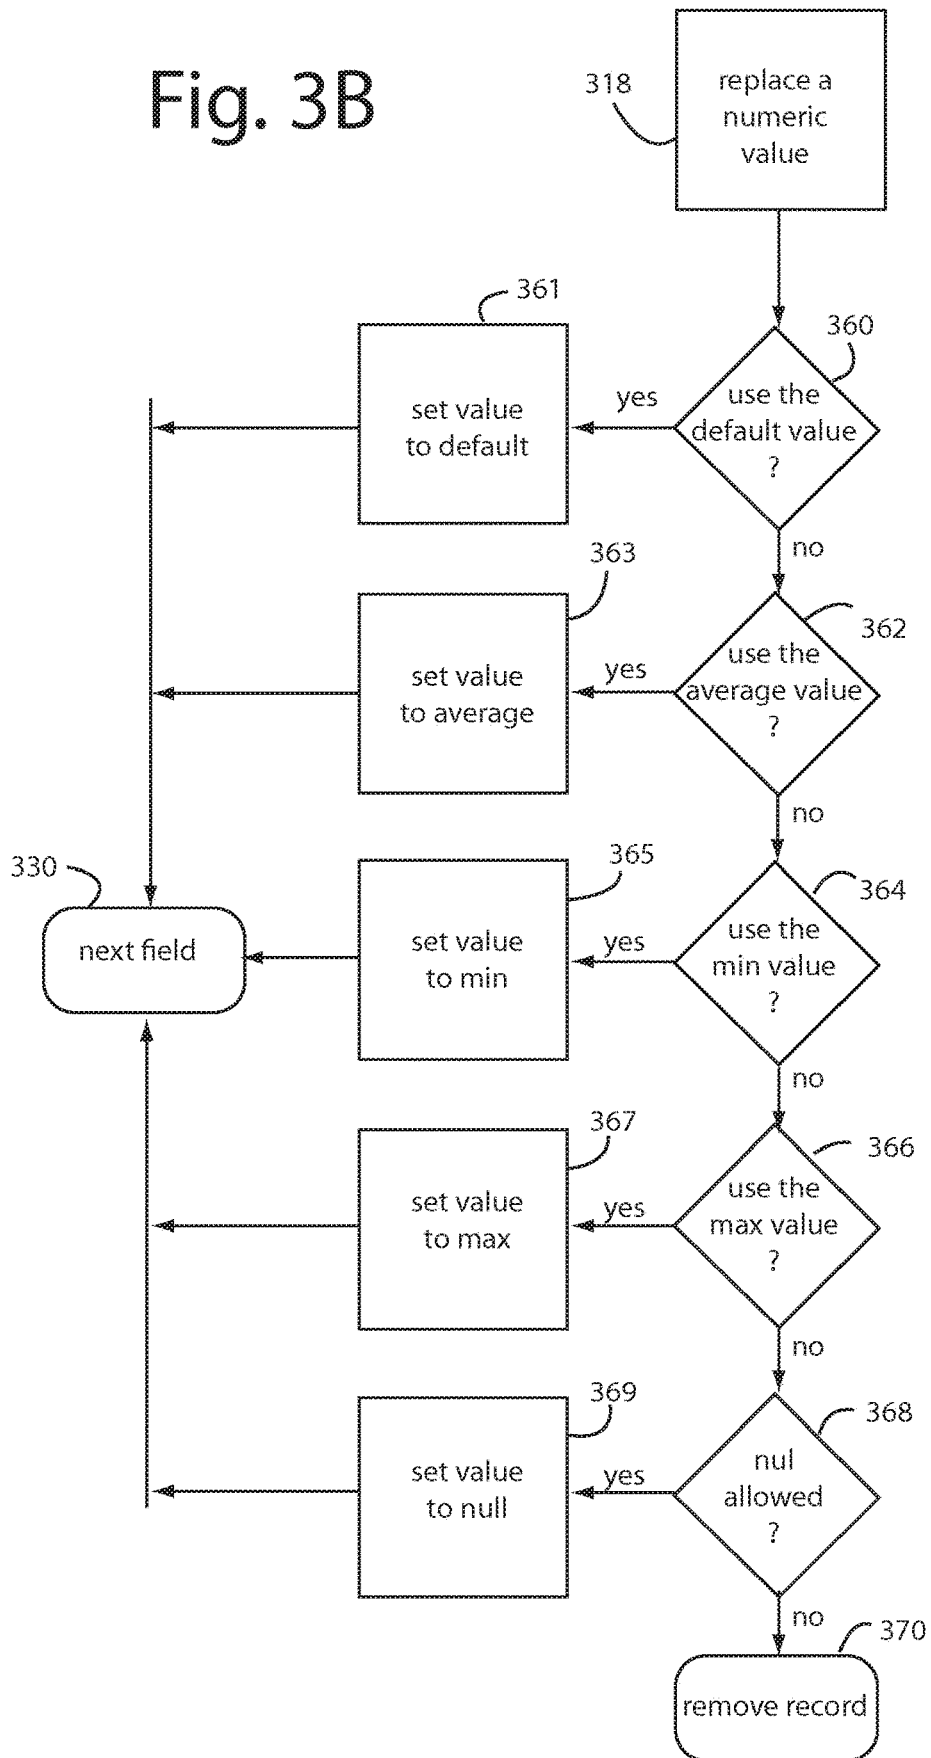 Fig. 3B
318
replace a
numeric
value
361
360
set value
to default
yes
use the
default value
?
no
363
362
set value
to average
yes
use the
average value
?
no
330
next field
365
364
set value
to min
yes
use the
min value
?
no
367
366
set value
to max
yes
use the
max value
?
no
369
368
set value
to null
yes
nul
allowed
?
no
370
remove record